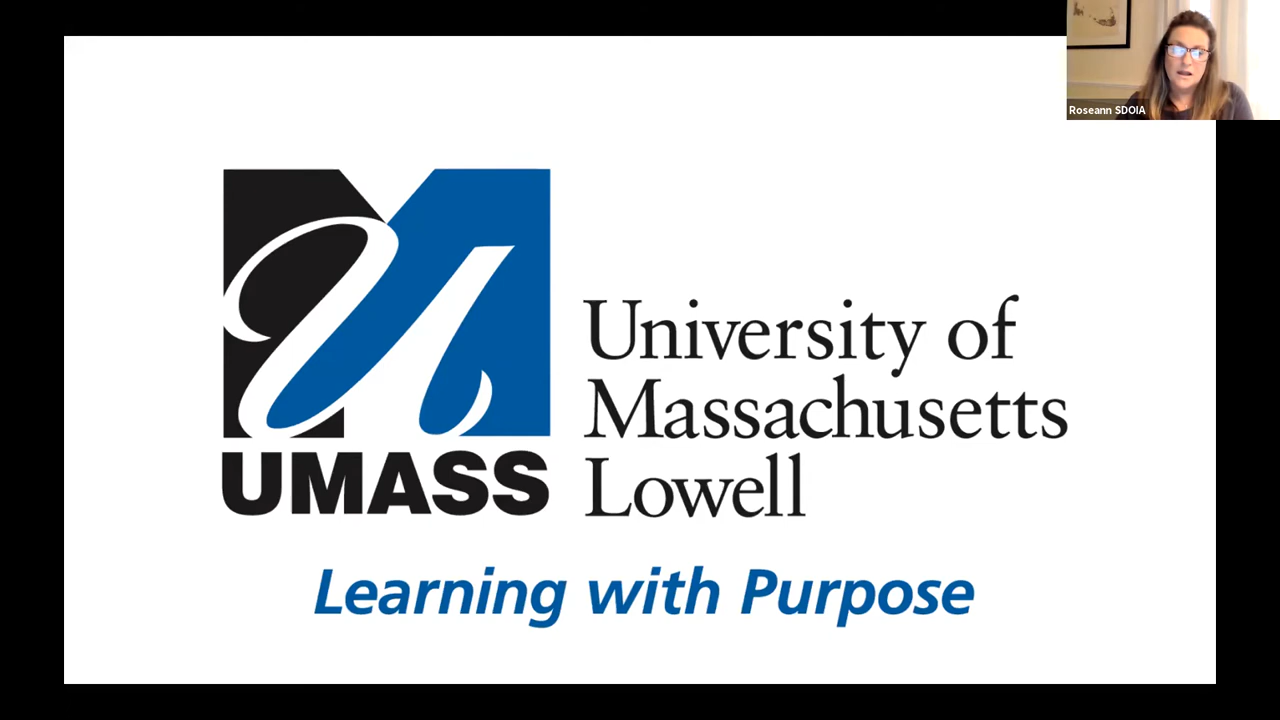 Roseann SDOIA
University of
Massachusetts
Lowell
UMASS
Learning with Purpose